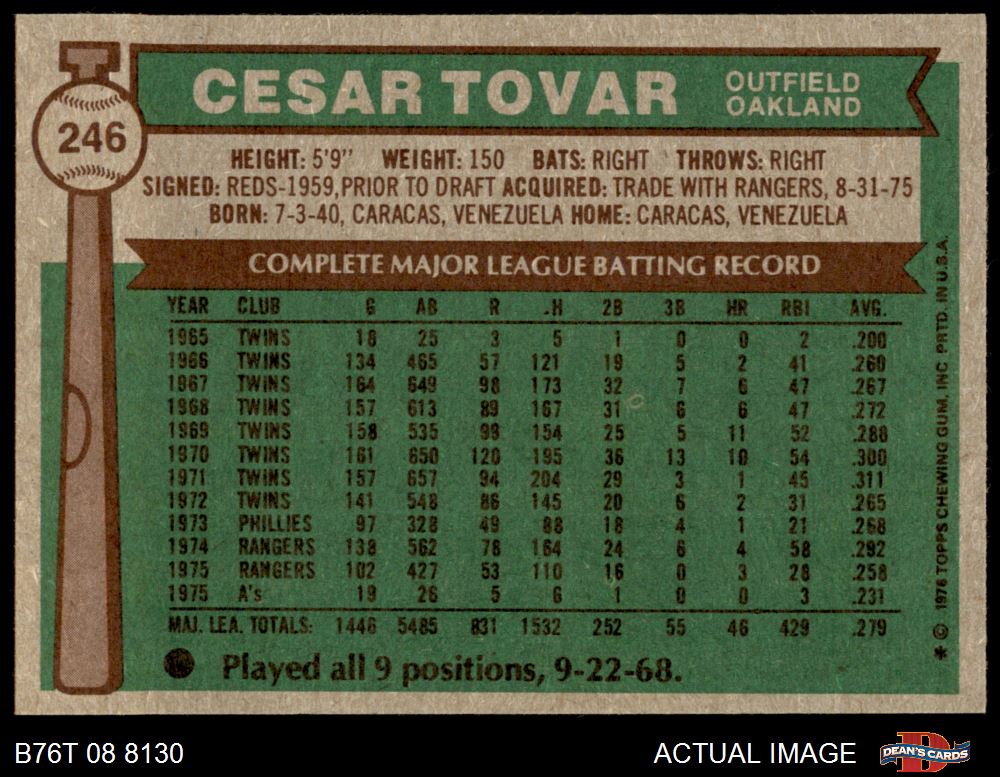 246
CESAR TOVAR
OUTFIELD
OAKLAND
HEIGHT: 5'9" WEIGHT: 150 BATS: RIGHT THROWS: RIGHT
SIGNED: REDS-1959, PRIOR TO DRAFT ACQUIRED: TRADE WITH RANGERS, 8-31-75
BORN: 7-3-40, CARACAS, VENEZUELA HOME: CARACAS, VENEZUELA
COMPLETE MAJOR LEAGUE BATTING RECORD
YEAR CLUB G AB R H 2B 3B HR RBI AVG.
1965 TWINS 18 25 3 5 1 0 0 2 .200
1966 TWINS 134 465 57 121 19 5 2 41 .260
1967 TWINS 164 649 98 173 32 7 6 47 .267
1968 TWINS 157 613 89 167 31 6 6 47 .272
1969 TWINS 158 535 99 154 25 5 11 52 .288
1970 TWINS 161 650 120 195 36 13 10 54 .300
1971 TWINS 157 657 94 204 29 3 1 45 .311
1972 TWINS 141 548 86 145 20 6 2 31 .265
1973 PHILLIES 97 328 49 88 18 4 1 21 .268
1974 RANGERS 138 562 78 164 24 6 4 58 .292
1975 RANGERS 102 427 53 110 16 0 3 28 .258
1975 A's 19 26 5 6 1 0 0 3 .231
MAJ. LEA. TOTALS: 1446 5485 831 1532 252 55 46 429 .279
Played all 9 positions, 9-22-68.
* © 1976 TOPPS CHEWING GUM, INC PRTD. IN U.S.A.
B76T 08 8130
ACTUAL IMAGE
DEAN'S CARDS